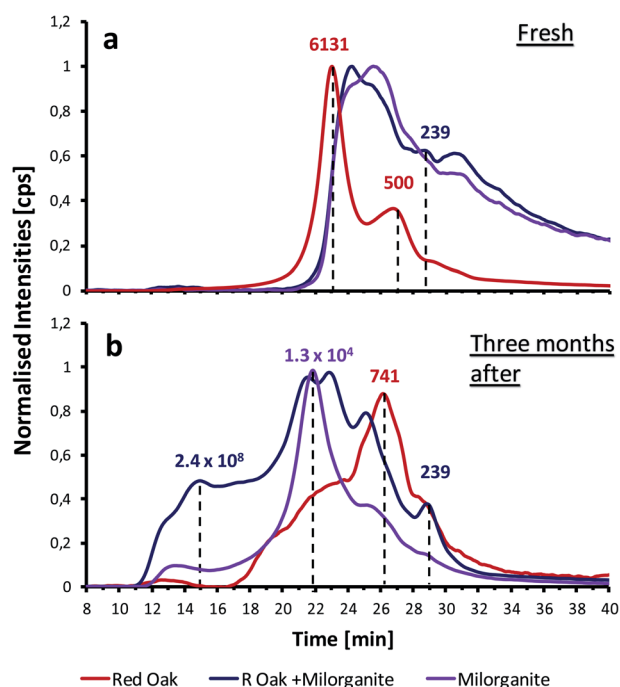 a
Fresh
6131
239
500
1,2
1
0,8
0,6
0,4
0,2
0
Normalised Intensities [cps]
b
Three months
after
1.3 x 10⁴
741
2.4 x 10⁸
239
1,2
1
0,8
0,6
0,4
0,2
0
8 10 12 14 16 18 20 22 24 26 28 30 32 34 36 38 40
Time [min]
Red Oak R Oak +Milorganite Milorganite